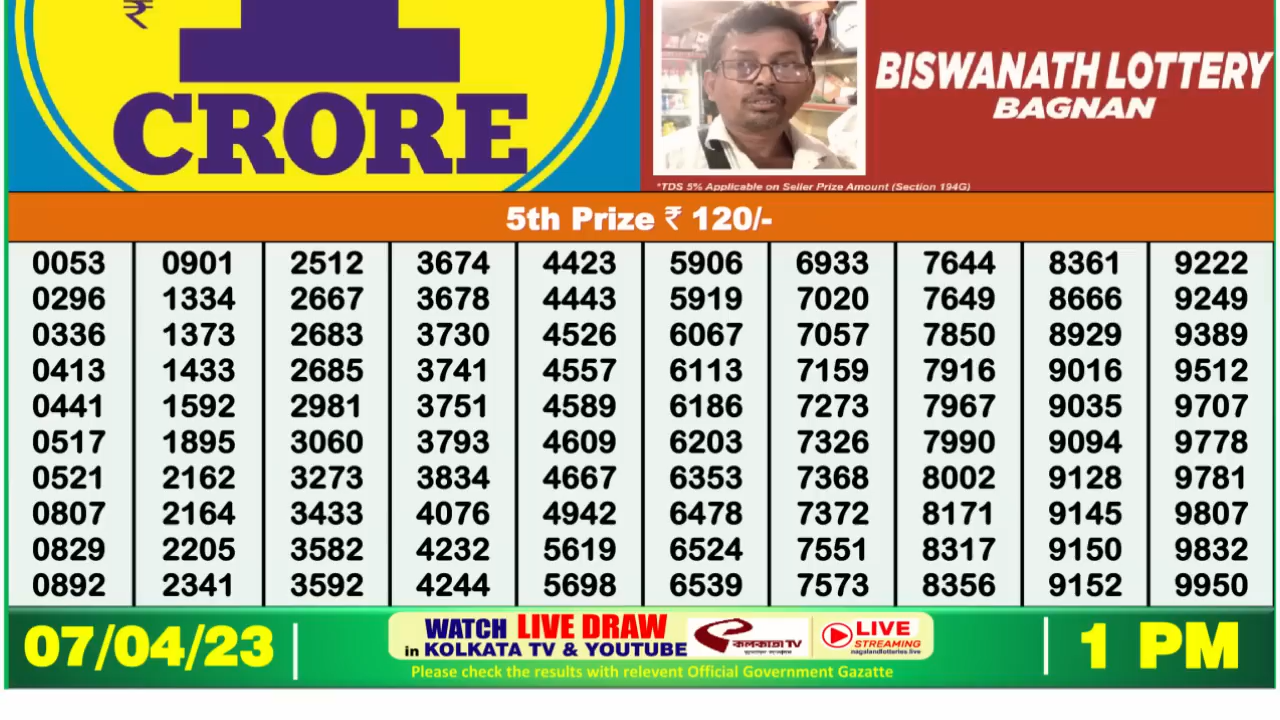 ₹ 1
CRORE
BISWANATH LOTTERY
BAGNAN
*TDS 5% Applicable on Seller Prize Amount (Section 194G)
5th Prize ₹ 120/-
0053 0901 2512 3674 4423 5906 6933 7644 8361 9222
0296 1334 2667 3678 4443 5919 7020 7649 8666 9249
0336 1373 2683 3730 4526 6067 7057 7850 8929 9389
0413 1433 2685 3741 4557 6113 7159 7916 9016 9512
0441 1592 2981 3751 4589 6186 7273 7967 9035 9707
0517 1895 3060 3793 4609 6203 7326 7990 9094 9778
0521 2162 3273 3834 4667 6353 7368 8002 9128 9781
0807 2164 3433 4076 4942 6478 7372 8171 9145 9807
0829 2205 3582 4232 5619 6524 7551 8317 9150 9832
0892 2341 3592 4244 5698 6539 7573 8356 9152 9950
07/04/23
WATCH LIVE DRAW
in KOLKATA TV & YOUTUBE
কলকাতা TV
LIVE
STREAMING
nagalandlotteries.live
Please check the results with relevent Official Government Gazatte
1 PM